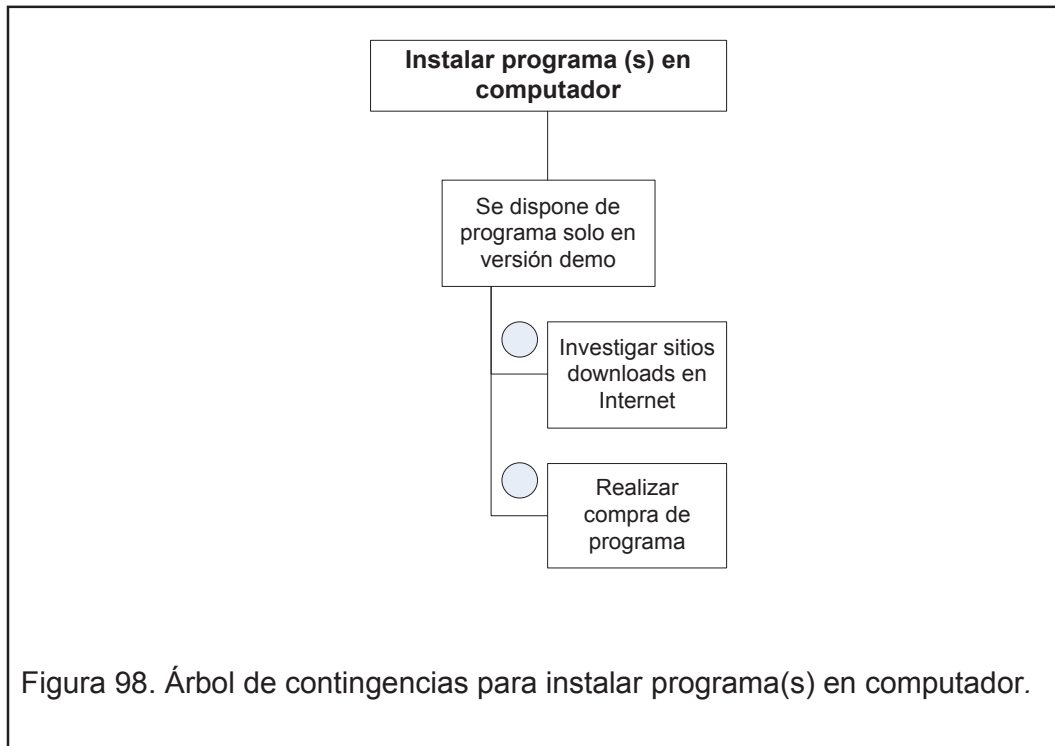 Instalar programa (s) en
computador
Se dispone de
programa solo en
versión demo
Investigar sitios
downloads en
Internet
Realizar
compra de
programa
Figura 98. Árbol de contingencias para instalar programa(s) en computador.